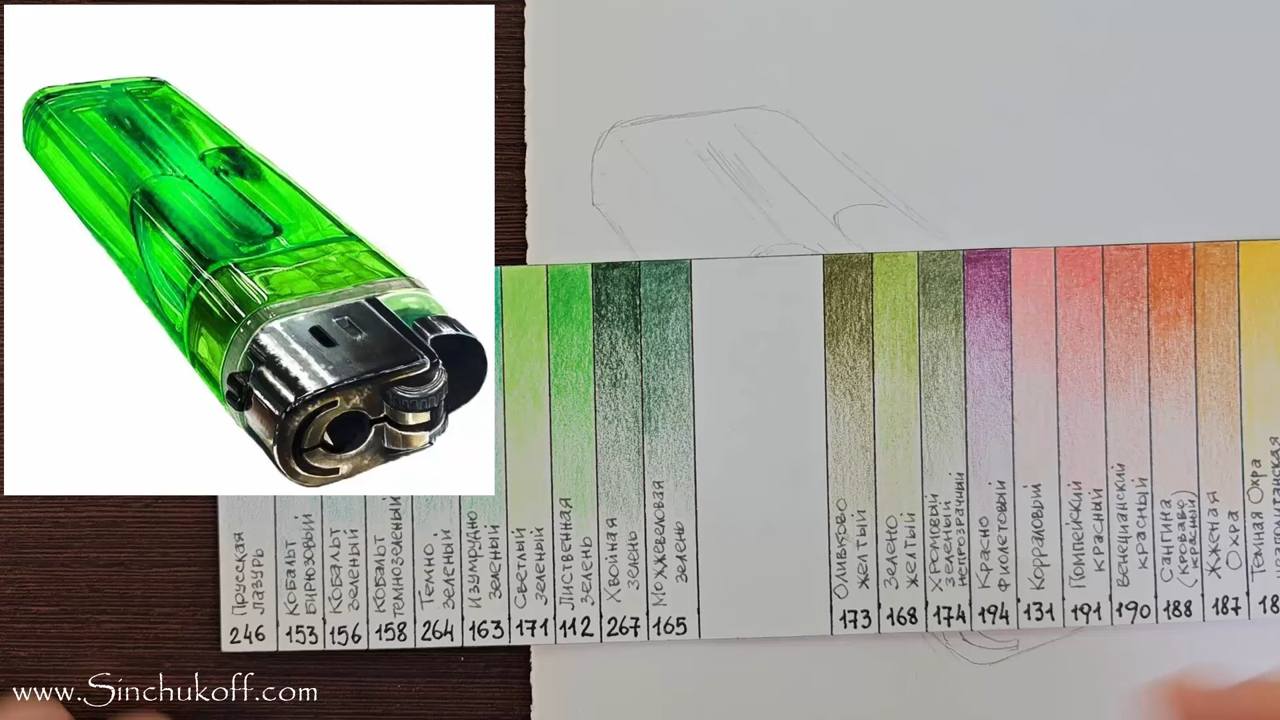 Прусская
лазурь
246
Кобальт
бирюзовый
153
Кобальт
зеленый
156
Кобальт
темнозеленый
158
Темно.
зеленый
264
Изумрудно
зеленый
163
Светлый
зеленый
171
Лиственная
зелень
112
Хвойная
зелень
267
Можжевеловая
зелень
165
Оливково
желтый
173
Зелено.
желтый
168
Хромовый
зеленый
непрозрачный
174
Красно
фиолетовый
194
Корраловый
131
Помпейский
красный
191
Венецианский
красный
190
Сангина
(кроваво
красный)
188
Жженая
Охра
187
Темная Охра
18
www.Sinchukoff.com